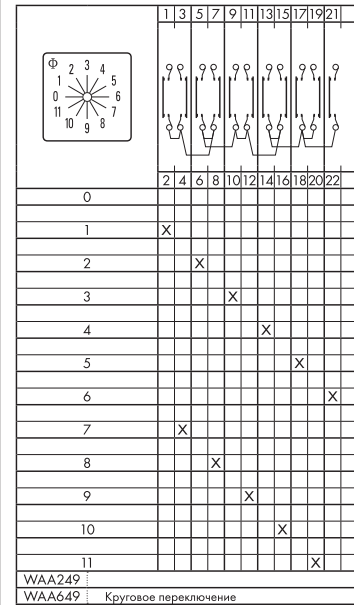 1 3 5 7 9 11 13 15 17 19 21
Φ
0 1 2 3 4 5 6 7 8 9 10 11
2 4 6 8 10 12 14 16 18 20 22
0
1 X
2 X
3 X
4 X
5 X
6 X
7 X
8 X
9 X
10 X
11 X
WAA249
WAA649 Круговое переключение